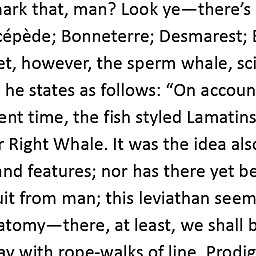 mark that, man? Look ye—there's
cépède; Bonneterre; Desmarest;
et, however, the sperm whale, sci
he states as follows: “On accoun
ent time, the fish styled Lamatins
r Right Whale. It was the idea also
and features; nor has there yet be
uit from man; this leviathan seem
atomy—there, at least, we shall b
ay with rope-walks of line. Prodig